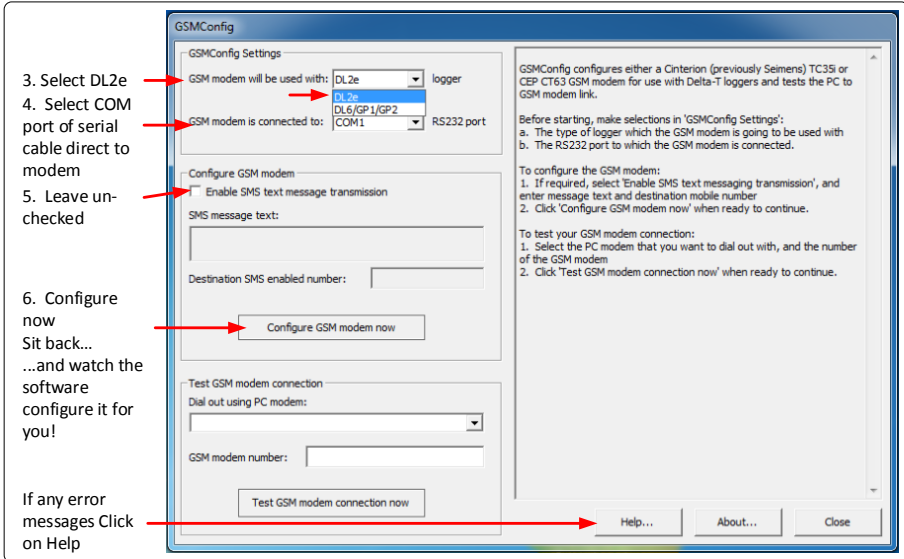 GSMConfig
3. Select DL2e
4. Select COM
port of serial
cable direct to
modem
5. Leave un-
checked
6. Configure
now
Sit back…
…and watch the
software
configure it for
you!
If any error
messages Click
on Help
GSMConfig Settings
GSM modem will be used with: DL2e logger
DL2e
DL6/GP1/GP2
GSM modem is connected to: COM1 RS232 port
Configure GSM modem
Enable SMS text message transmission
SMS message text:
Destination SMS enabled number:
Configure GSM modem now
Test GSM modem connection
Dial out using PC modem:
GSM modem number:
Test GSM modem connection now
GSMConfig configures either a Cinterion (previously Seimens) TC35i or
CEP CT63 GSM modem for use with Delta-T loggers and tests the PC to
GSM modem link.
Before starting, make selections in 'GSMConfig Settings':
a. The type of logger which the GSM modem is going to be used with
b. The RS232 port to which the GSM modem is connected.
To configure the GSM modem:
1. If required, select 'Enable SMS text messaging transmission', and
enter message text and destination mobile number
2. Click 'Configure GSM modem now' when ready to continue.
To test your GSM modem connection:
1. Select the PC modem that you want to dial out with, and the number
of the GSM modem
2. Click 'Test GSM modem connection now' when ready to continue.
Help... About... Close